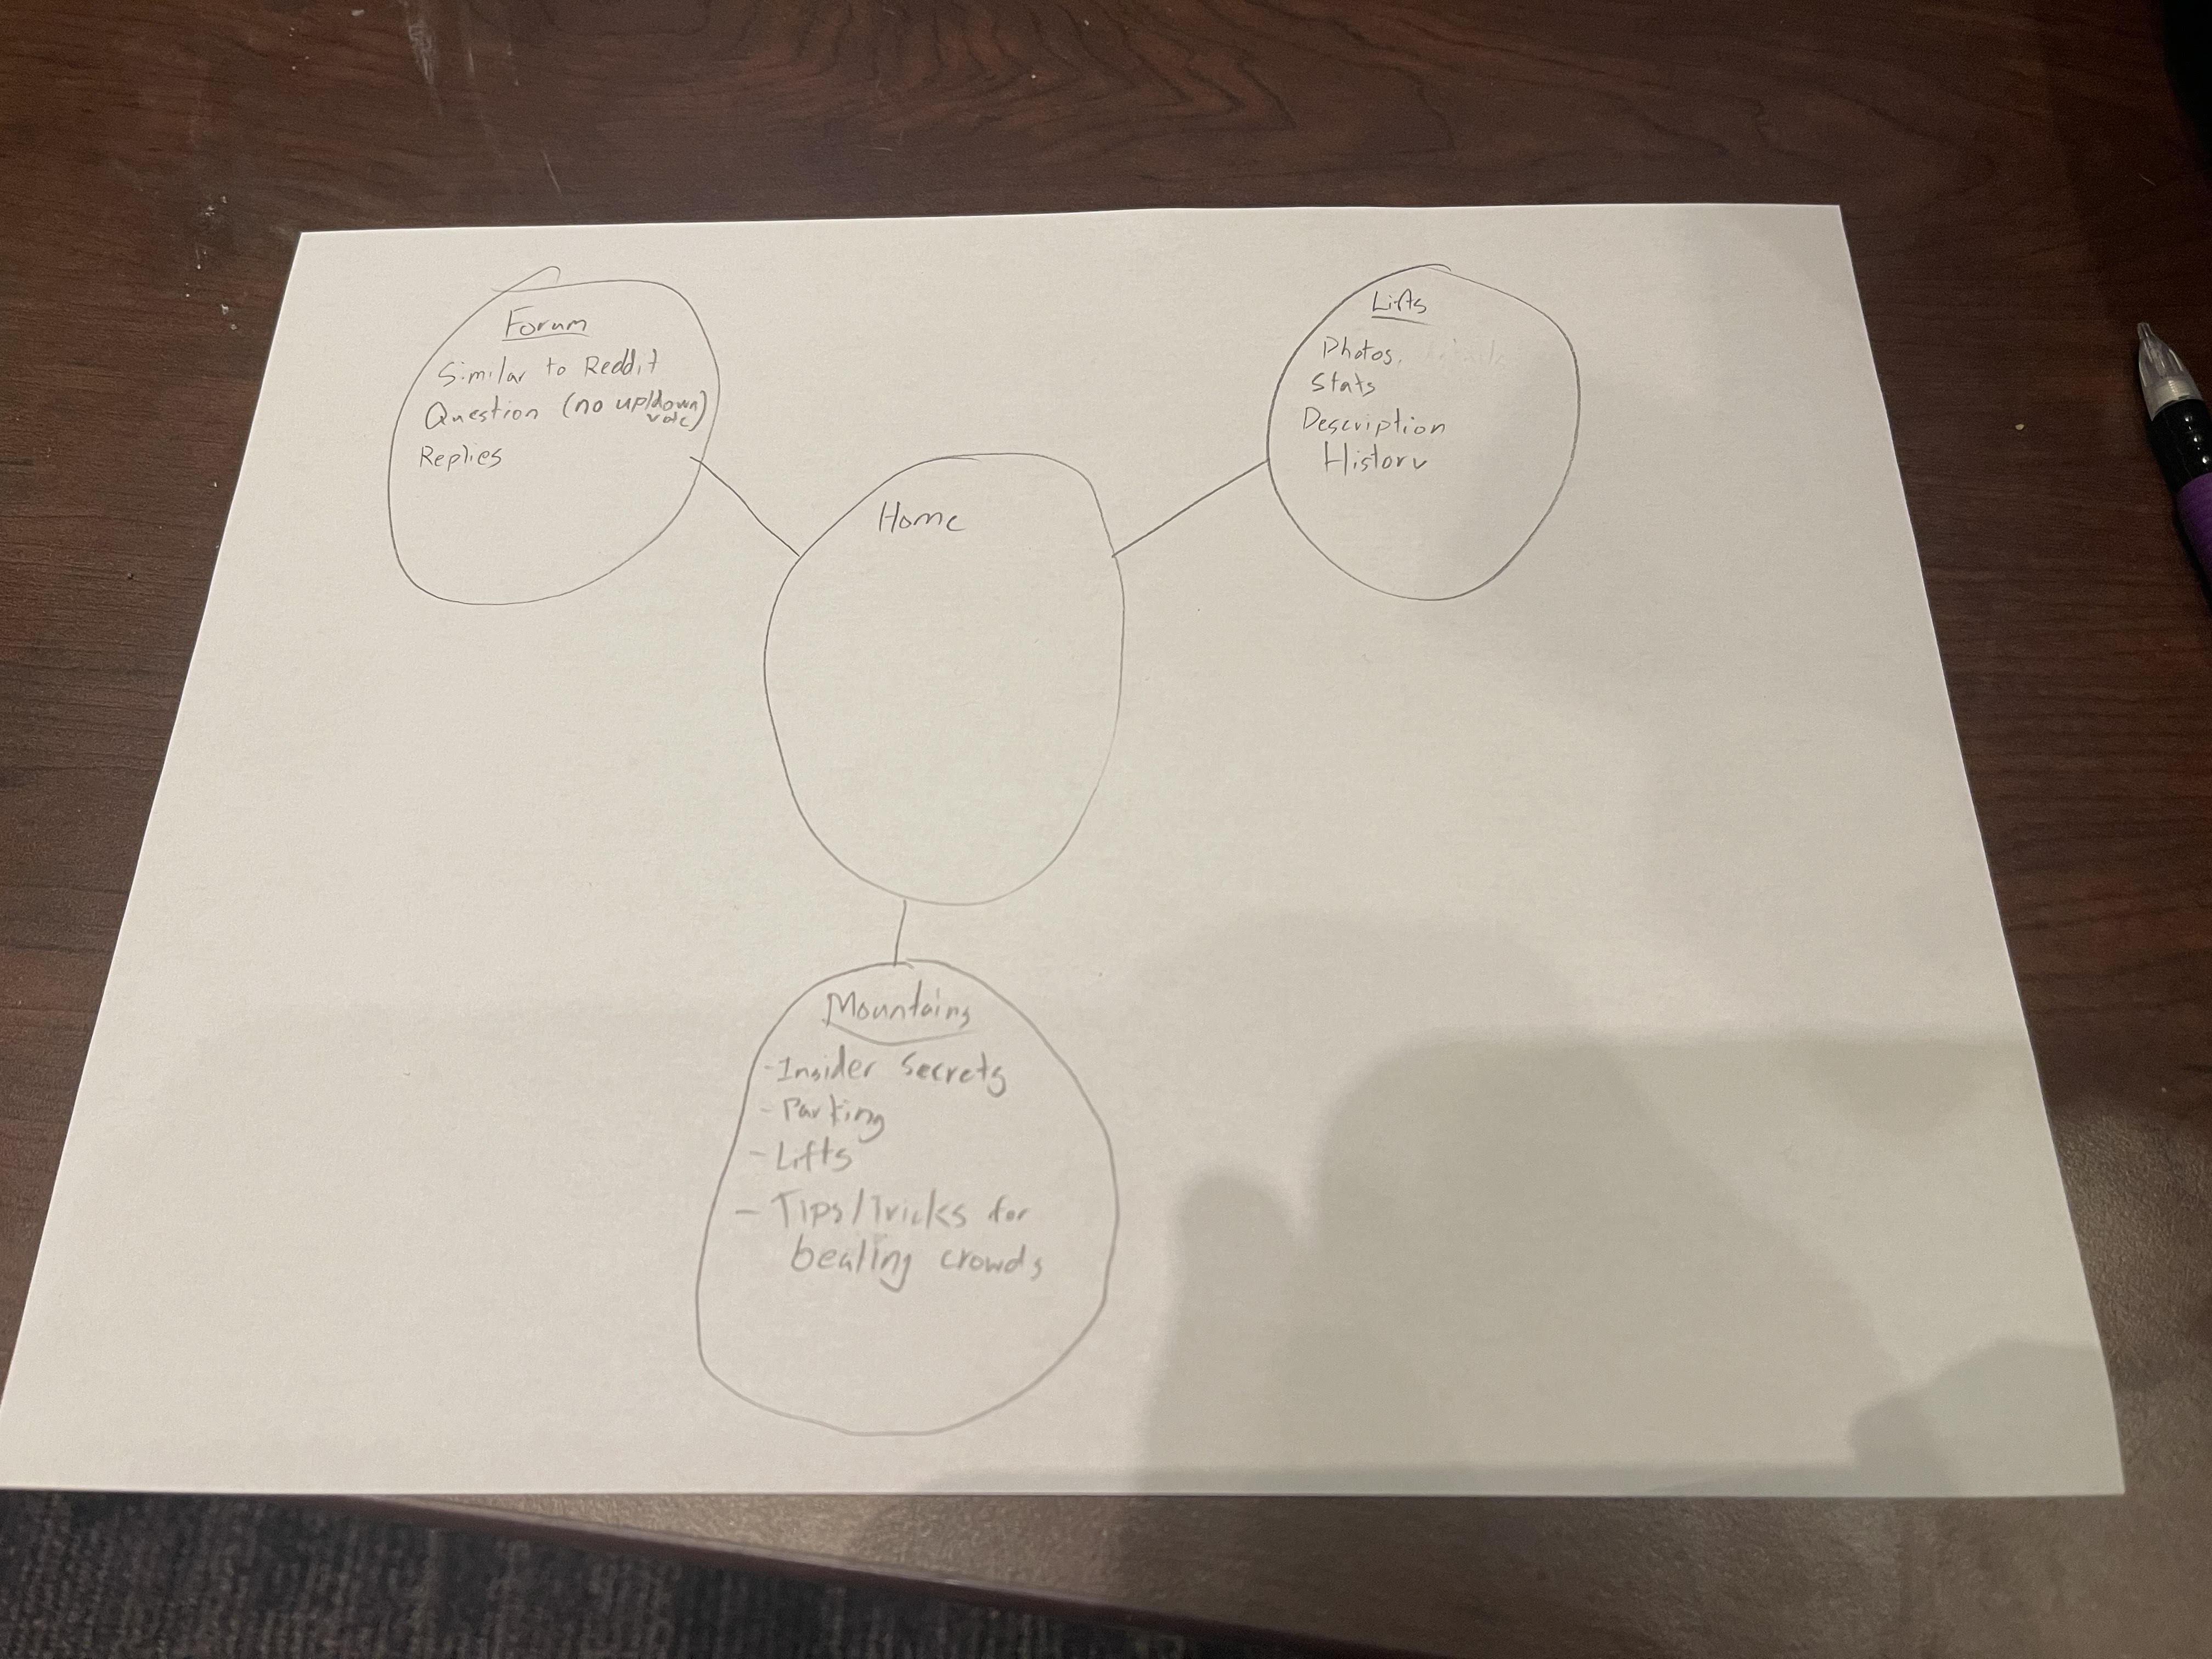 Forum
Similar to Reddit
Question (no up/down
vote)
Replies
Lifts
Photos,
Stats
Description
History
Home
Mountains
-Insider secrets
-Parking
-Lifts
- Tips/Tricks for
beating crowds